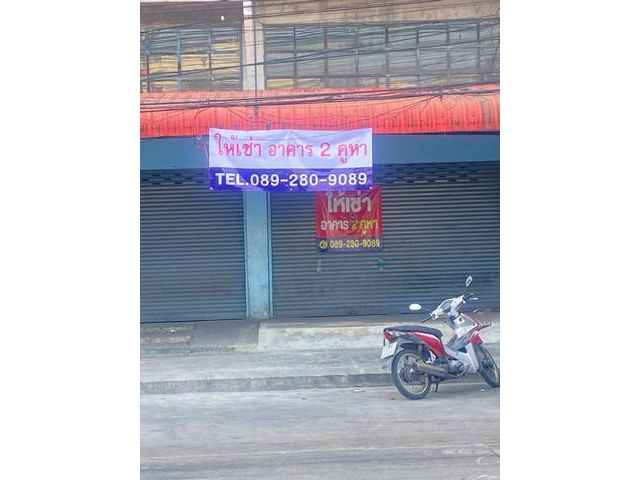 ให้เช่า อาคาร 2 คูหา
TEL.089-280-9089
ให้เช่า
อาคาร 2 คูหา
089-280-9089